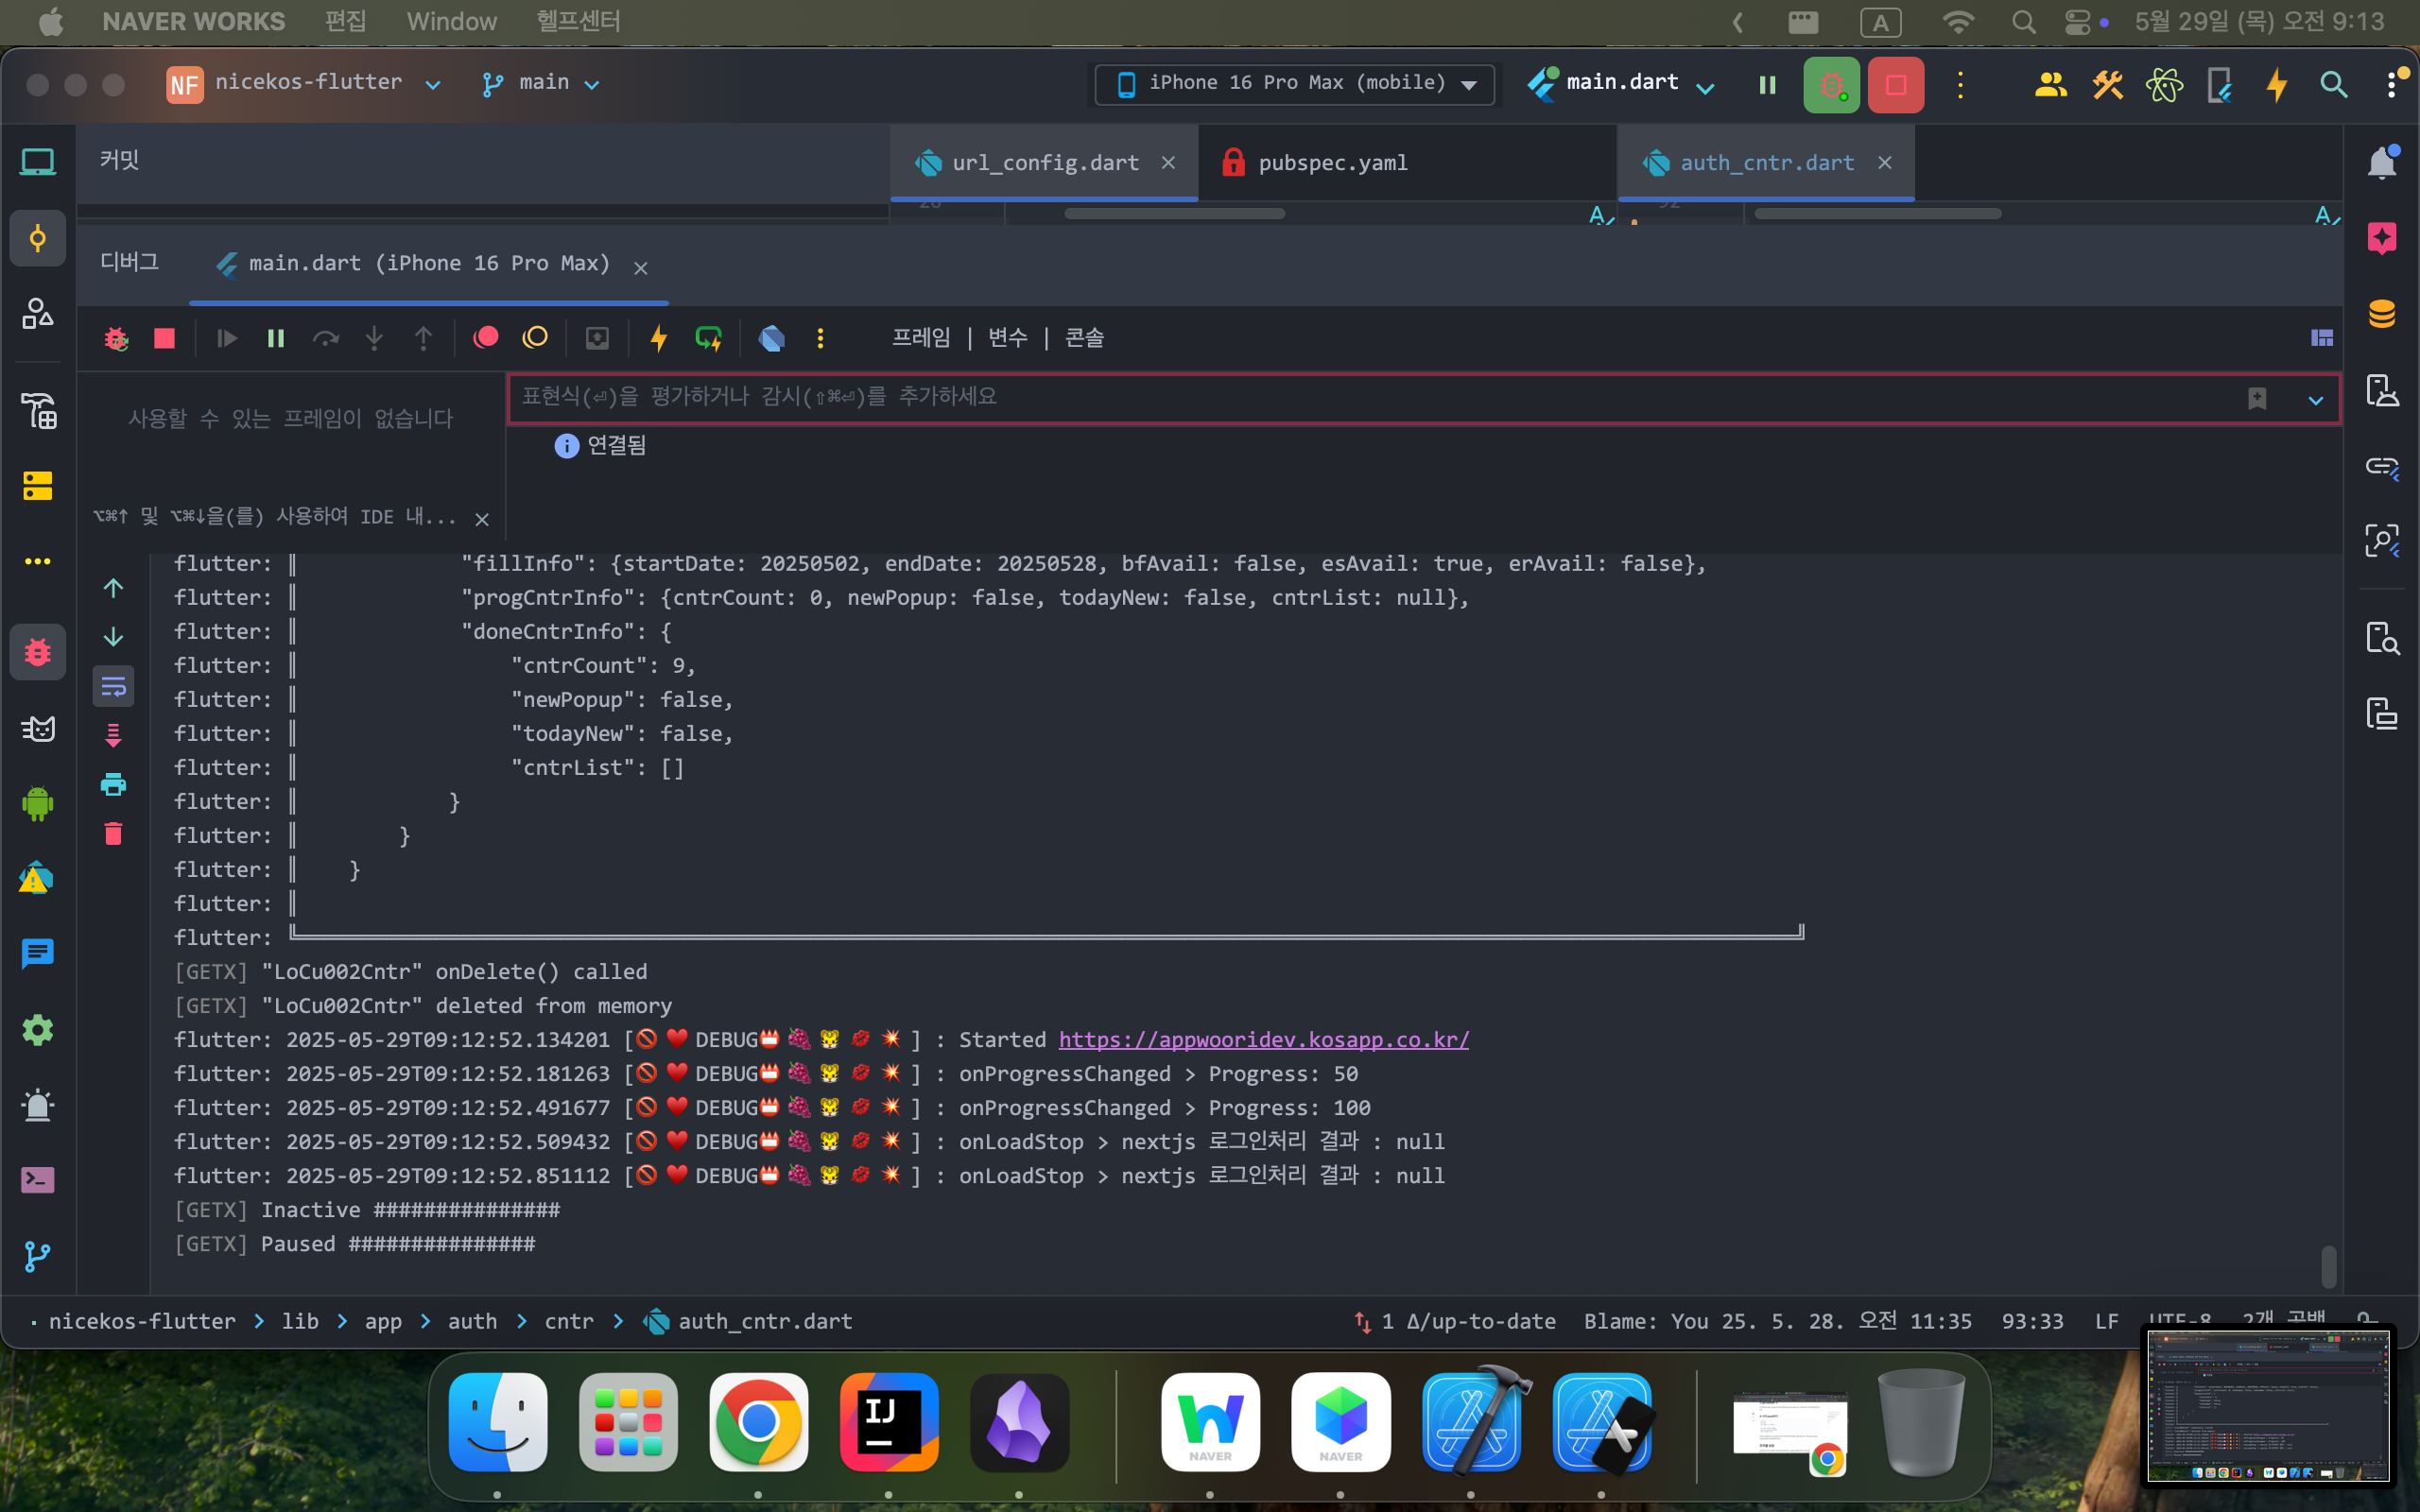 NAVER WORKS 편집 Window 헬프센터 A 5월 29일 (목) 오전 9:13
NF nicekos-flutter main iPhone 16 Pro Max (mobile) main.dart
커밋 url_config.dart pubspec.yaml auth_cntr.dart
디버그 main.dart (iPhone 16 Pro Max)
프레임 | 변수 | 콘솔
표현식(⏎)을 평가하거나 감시(⇧⌘⏎)를 추가하세요
사용할 수 있는 프레임이 없습니다
연결됨
⌥⌘↑ 및 ⌥⌘↓을(를) 사용하여 IDE 내...
flutter: ║ "fillInfo": {startDate: 20250502, endDate: 20250528, bfAvail: false, esAvail: true, erAvail: false},
flutter: ║ "progCntrInfo": {cntrCount: 0, newPopup: false, todayNew: false, cntrList: null},
flutter: ║ "doneCntrInfo": {
flutter: ║ "cntrCount": 9,
flutter: ║ "newPopup": false,
flutter: ║ "todayNew": false,
flutter: ║ "cntrList": []
flutter: ║ }
flutter: ║ }
flutter: ║ }
flutter: ║
flutter: ╚══════════════════════════════════════════════════════════════╝
[GETX] "LoCu002Cntr" onDelete() called
[GETX] "LoCu002Cntr" deleted from memory
flutter: 2025-05-29T09:12:52.134201 [🚫 ♥️ DEBUG📛 🍇 🐯 💋 💥 ] : Started https://appwooridev.kosapp.co.kr/
flutter: 2025-05-29T09:12:52.181263 [🚫 ♥️ DEBUG📛 🍇 🐯 💋 💥 ] : onProgressChanged > Progress: 50
flutter: 2025-05-29T09:12:52.491677 [🚫 ♥️ DEBUG📛 🍇 🐯 💋 💥 ] : onProgressChanged > Progress: 100
flutter: 2025-05-29T09:12:52.509432 [🚫 ♥️ DEBUG📛 🍇 🐯 💋 💥 ] : onLoadStop > nextjs 로그인처리 결과 : null
flutter: 2025-05-29T09:12:52.851112 [🚫 ♥️ DEBUG📛 🍇 🐯 💋 💥 ] : onLoadStop > nextjs 로그인처리 결과 : null
[GETX] Inactive ###############
[GETX] Paused ###############
nicekos-flutter > lib > app > auth > cntr > auth_cntr.dart 1 Δ/up-to-date Blame: You 25. 5. 28. 오전 11:35 93:33 LF UTF-8 2개 공백
IJ
NAVER
NAVER